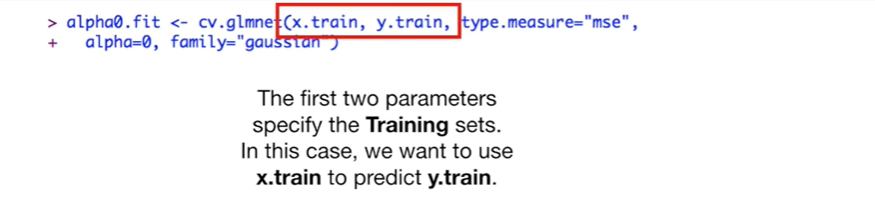 > alpha0.fit <- cv.glmnet(x.train, y.train, type.measure="mse",
+   alpha=0, family="gaussian")
The first two parameters
specify the Training sets.
In this case, we want to use
x.train to predict y.train.